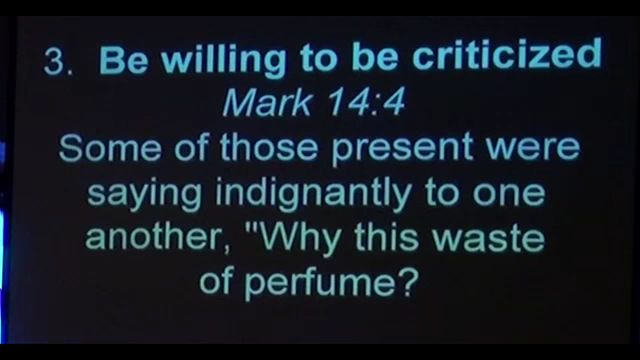 3. Be willing to be criticized
Mark 14:4
Some of those present were
saying indignantly to one
another, "Why this waste
of perfume?